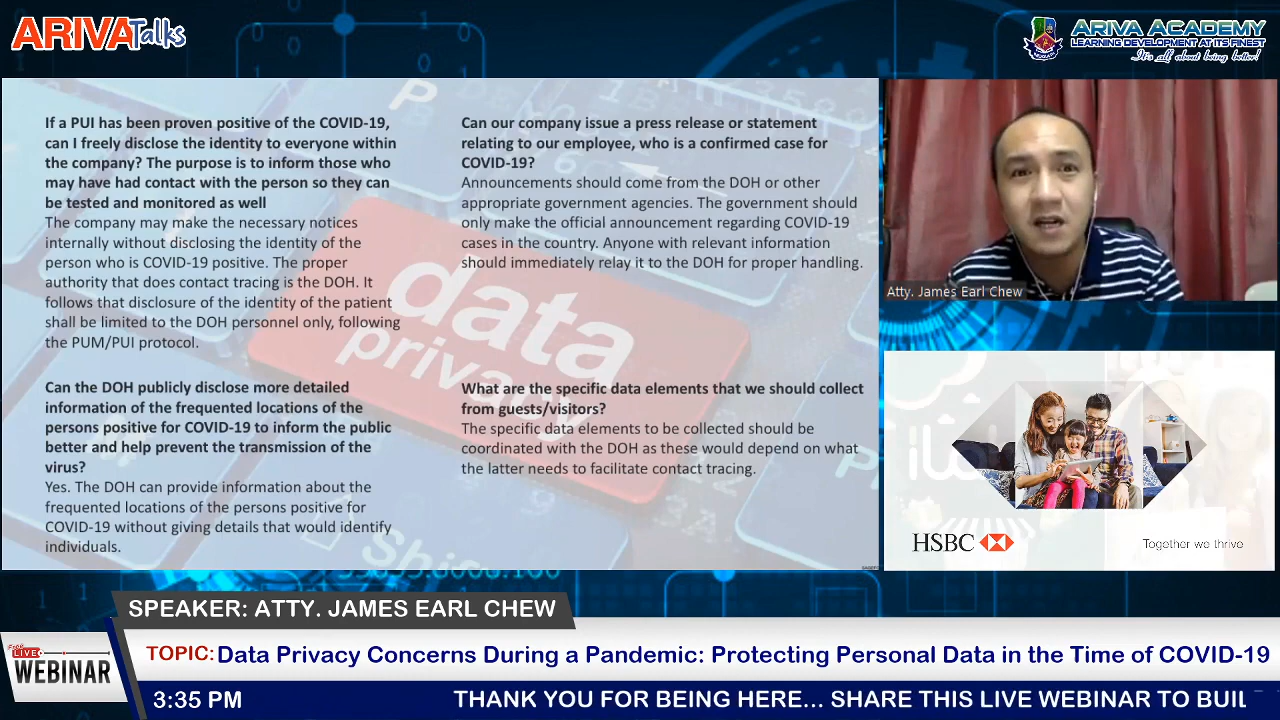 ARIVA Talks
ARIVA ACADEMY
LEARNING DEVELOPMENT AT ITS FINEST
It's all about being better!
If a PUI has been proven positive of the COVID-19,
can I freely disclose the identity to everyone within
the company? The purpose is to inform those who
may have had contact with the person so they can
be tested and monitored as well
The company may make the necessary notices
internally without disclosing the identity of the
person who is COVID-19 positive. The proper
authority that does contact tracing is the DOH. It
follows that disclosure of the identity of the patient
shall be limited to the DOH personnel only, following
the PUM/PUI protocol.
Can the DOH publicly disclose more detailed
information of the frequented locations of the
persons positive for COVID-19 to inform the public
better and help prevent the transmission of the
virus?
Yes. The DOH can provide information about the
frequented locations of the persons positive for
COVID-19 without giving details that would identify
individuals.
Can our company issue a press release or statement
relating to our employee, who is a confirmed case for
COVID-19?
Announcements should come from the DOH or other
appropriate government agencies. The government should
only make the official announcement regarding COVID-19
cases in the country. Anyone with relevant information
should immediately relay it to the DOH for proper handling.
What are the specific data elements that we should collect
from guests/visitors?
The specific data elements to be collected should be
coordinated with the DOH as these would depend on what
the latter needs to facilitate contact tracing.
data
privacy
Shift
Atty. James Earl Chew
HSBC
Together we thrive
SPEAKER: ATTY. JAMES EARL CHEW
Free
LIVE
WEBINAR
TOPIC: Data Privacy Concerns During a Pandemic: Protecting Personal Data in the Time of COVID-19
3:35 PM
THANK YOU FOR BEING HERE... SHARE THIS LIVE WEBINAR TO BUIL